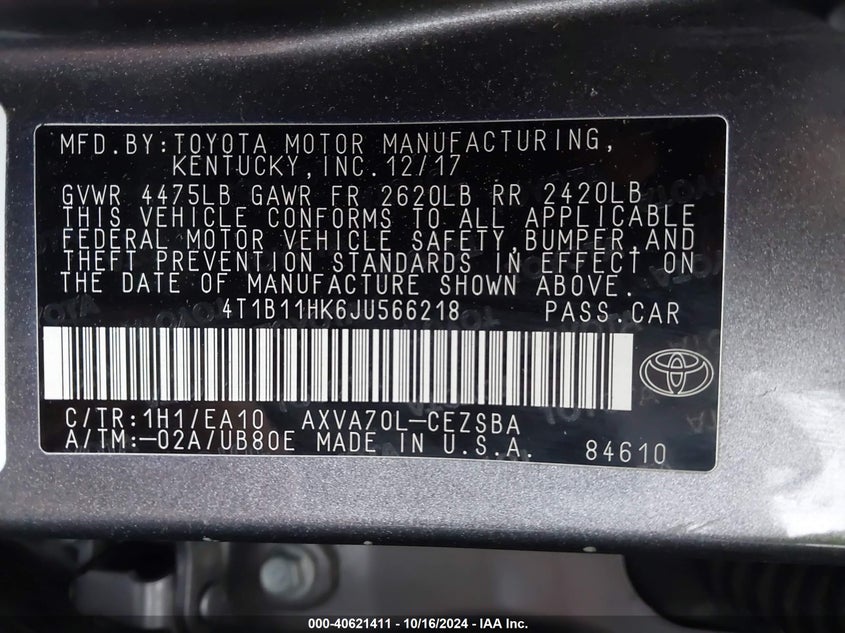 MFD.BY:TOYOTA MOTOR MANUFACTURING,
KENTUCKY,INC.12/17
GVWR 4475LB GAWR FR 2620LB RR 2420LB
THIS VEHICLE CONFORMS TO ALL APPLICABLE
FEDERAL MOTOR VEHICLE SAFETY,BUMPER,AND
THEFT PREVENTION STANDARDS IN EFFECT ON
THE DATE OF MANUFACTURE SHOWN ABOVE.
4T1B11HK6JU566218 PASS.CAR
C/TR:1H1/EA10 AXVA70L-CEZSBA
A/TM:-02A/UB80E MADE IN U.S.A.
84610
000-40621411 - 10/16/2024 - IAA Inc.